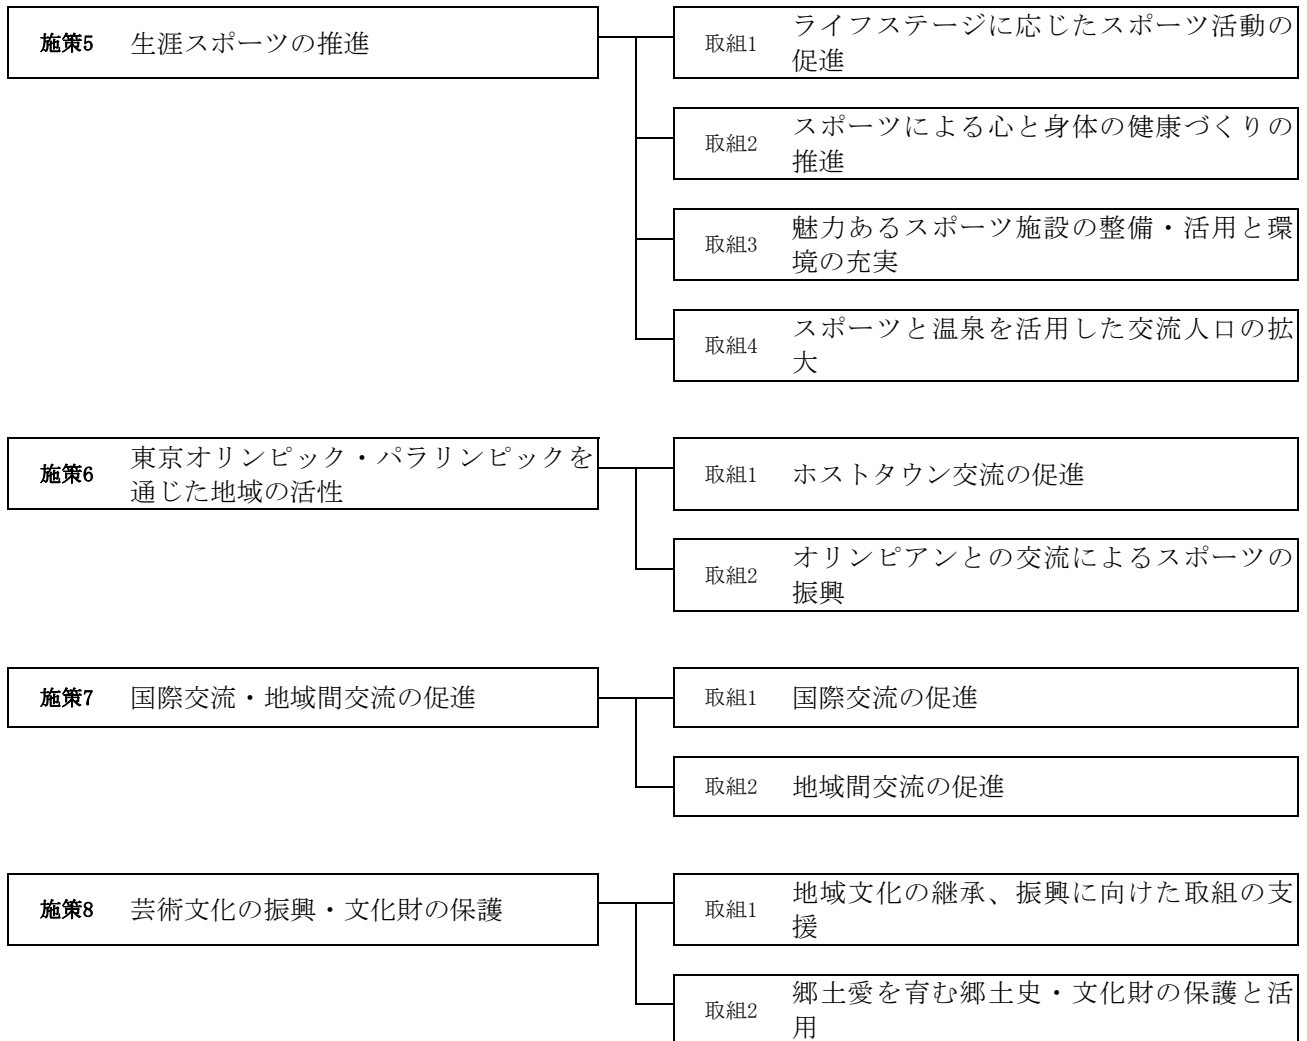 施策5 生涯スポーツの推進
取組1 ライフステージに応じたスポーツ活動の
促進
取組2 スポーツによる心と身体の健康づくりの
推進
取組3 魅力あるスポーツ施設の整備・活用と環
境の充実
取組4 スポーツと温泉を活用した交流人口の拡
大
施策6 東京オリンピック・パラリンピックを
通じた地域の活性
取組1 ホストタウン交流の促進
取組2 オリンピアンとの交流によるスポーツの
振興
施策7 国際交流・地域間交流の促進
取組1 国際交流の促進
取組2 地域間交流の促進
施策8 芸術文化の振興・文化財の保護
取組1 地域文化の継承、振興に向けた取組の支
援
取組2 郷土愛を育む郷土史・文化財の保護と活
用